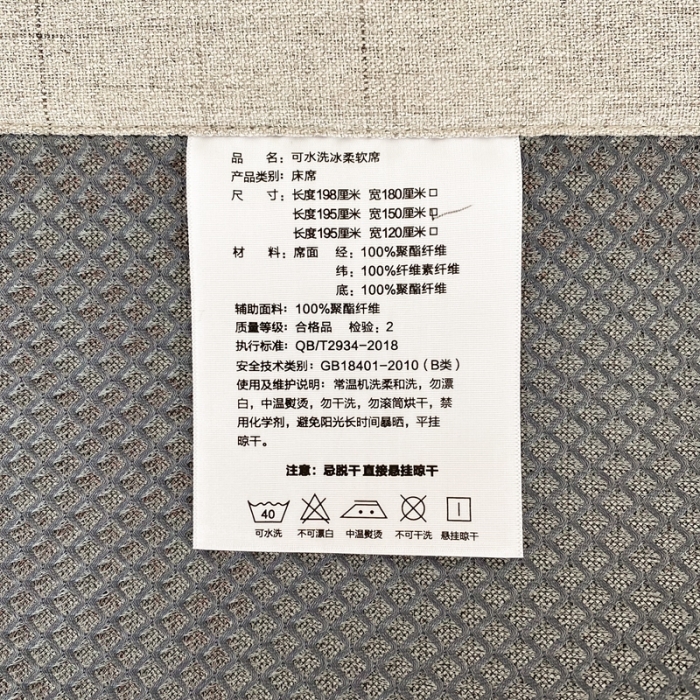 品 名：可水洗冰柔软席
产品类别：床席
尺 寸：长度198厘米 宽180厘米□
长度195厘米 宽150厘米□
长度195厘米 宽120厘米□
材 料：席面 经：100%聚酯纤维
纬：100%纤维素纤维
底：100%聚酯纤维
辅助面料：100%聚酯纤维
质量等级：合格品 检验：2
执行标准：QB/T2934-2018
安全技术类别：GB18401-2010（B类）
使用及维护说明：常温机洗柔和洗，勿漂
白，中温熨烫，勿干洗，勿滚筒烘干，禁
用化学剂，避免阳光长时间暴晒，平挂
晾干。
注意：忌脱干直接悬挂晾干
40
可水洗 不可漂白 中温熨烫 不可干洗 悬挂晾干